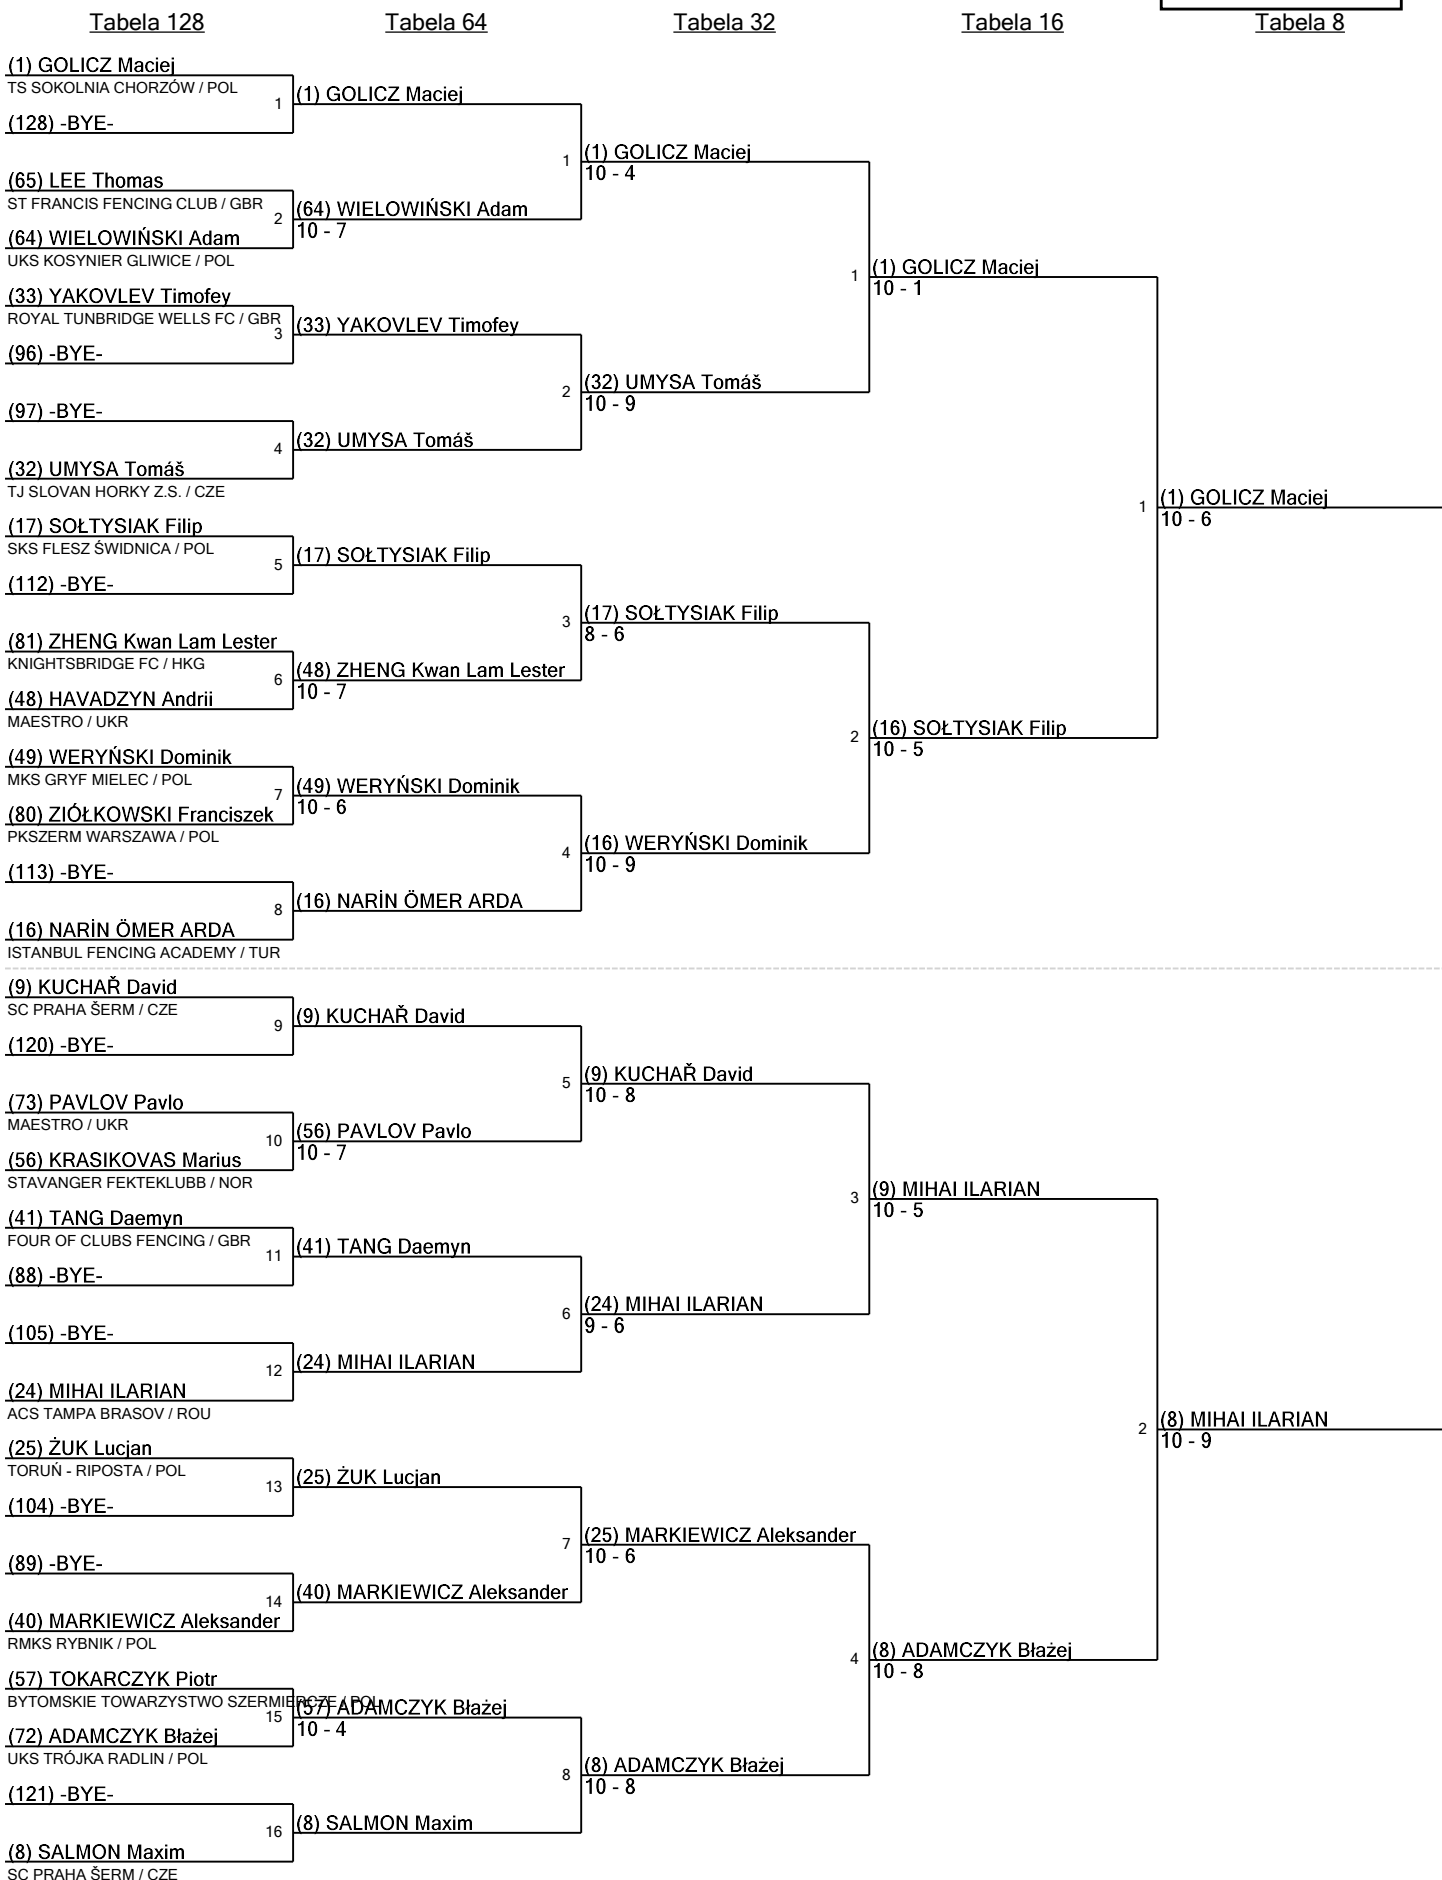 Tabela 128
Tabela 64
Tabela 32
Tabela 16
Tabela 8
(1) GOLICZ Maciej
TS SOKOLNIA CHORZÓW / POL
1
(128) -BYE-
(65) LEE Thomas
ST FRANCIS FENCING CLUB / GBR
2
(64) WIELOWIŃSKI Adam
UKS KOSYNIER GLIWICE / POL
(33) YAKOVLEV Timofey
ROYAL TUNBRIDGE WELLS FC / GBR
3
(96) -BYE-
(97) -BYE-
4
(32) UMYSA Tomáš
TJ SLOVAN HORKY Z.S. / CZE
(17) SOŁTYSIAK Filip
SKS FLESZ ŚWIDNICA / POL
5
(112) -BYE-
(81) ZHENG Kwan Lam Lester
KNIGHTSBRIDGE FC / HKG
6
(48) HAVADZYN Andrii
MAESTRO / UKR
(49) WERYŃSKI Dominik
MKS GRYF MIELEC / POL
7
(80) ZIÓŁKOWSKI Franciszek
PKSZERM WARSZAWA / POL
(113) -BYE-
8
(16) NARİN ÖMER ARDA
ISTANBUL FENCING ACADEMY / TUR
(9) KUCHAŘ David
SC PRAHA ŠERM / CZE
9
(120) -BYE-
(73) PAVLOV Pavlo
MAESTRO / UKR
10
(56) KRASIKOVAS Marius
STAVANGER FEKTEKLUBB / NOR
(41) TANG Daemyn
FOUR OF CLUBS FENCING / GBR
11
(88) -BYE-
(105) -BYE-
12
(24) MIHAI ILARIAN
ACS TAMPA BRASOV / ROU
(25) ŻUK Lucjan
TORUŃ - RIPOSTA / POL
13
(104) -BYE-
(89) -BYE-
14
(40) MARKIEWICZ Aleksander
RMKS RYBNIK / POL
(57) TOKARCZYK Piotr
BYTOMSKIE TOWARZYSTWO SZERMIERCZE / POL
15
(72) ADAMCZYK Błażej
UKS TRÓJKA RADLIN / POL
(121) -BYE-
16
(8) SALMON Maxim
SC PRAHA ŠERM / CZE
(1) GOLICZ Maciej
1
(64) WIELOWIŃSKI Adam
10 - 7
(33) YAKOVLEV Timofey
2
(32) UMYSA Tomáš
(17) SOŁTYSIAK Filip
3
(48) ZHENG Kwan Lam Lester
10 - 7
(49) WERYŃSKI Dominik
10 - 6
4
(16) NARİN ÖMER ARDA
(9) KUCHAŘ David
5
(56) PAVLOV Pavlo
10 - 7
(41) TANG Daemyn
6
(24) MIHAI ILARIAN
(25) ŻUK Lucjan
7
(40) MARKIEWICZ Aleksander
(57) ADAMCZYK Błażej
10 - 4
8
(8) SALMON Maxim
(1) GOLICZ Maciej
10 - 4
1
(32) UMYSA Tomáš
10 - 9
(17) SOŁTYSIAK Filip
8 - 6
2
(16) WERYŃSKI Dominik
10 - 9
(9) KUCHAŘ David
10 - 8
3
(24) MIHAI ILARIAN
9 - 6
(25) MARKIEWICZ Aleksander
10 - 6
4
(8) ADAMCZYK Błażej
10 - 8
(1) GOLICZ Maciej
10 - 1
1
(16) SOŁTYSIAK Filip
10 - 5
(9) MIHAI ILARIAN
10 - 5
2
(8) ADAMCZYK Błażej
10 - 8
(1) GOLICZ Maciej
10 - 6
(8) MIHAI ILARIAN
10 - 9